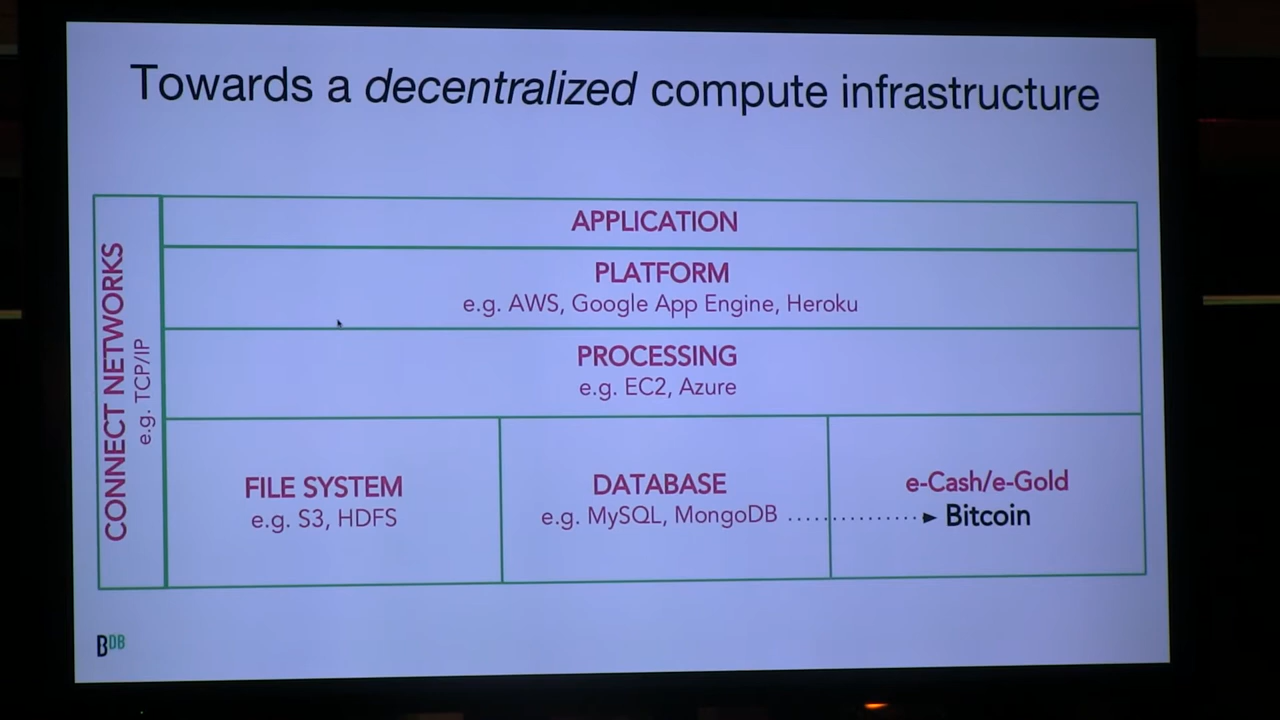 Towards a decentralized compute infrastructure
CONNECT NETWORKS
e.g. TCP/IP
APPLICATION
PLATFORM
e.g. AWS, Google App Engine, Heroku
PROCESSING
e.g. EC2, Azure
FILE SYSTEM
e.g. S3, HDFS
DATABASE
e.g. MySQL, MongoDB
e-Cash/e-Gold
Bitcoin
BDB